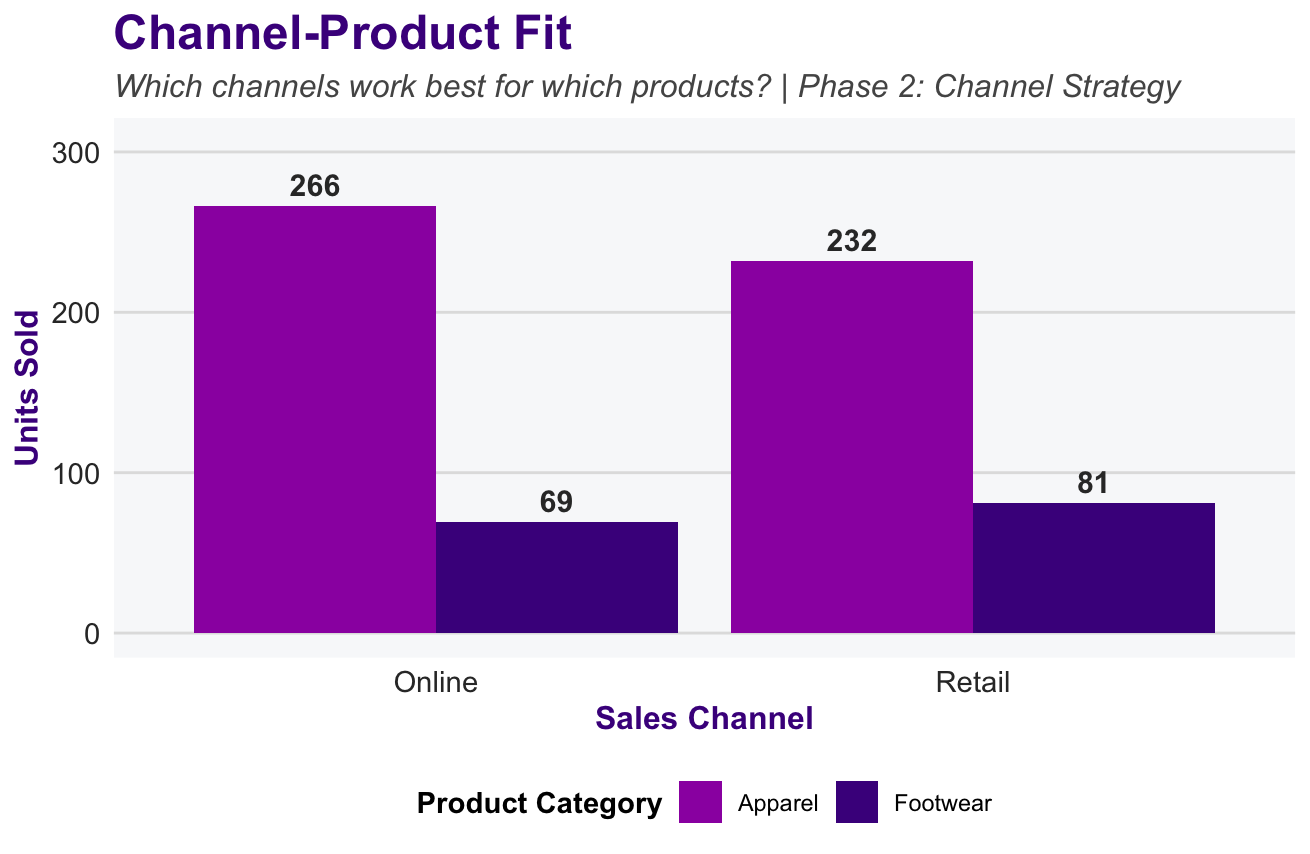 Channel-Product Fit
Which channels work best for which products? | Phase 2: Channel Strategy
Units Sold
300
200
100
0
266
69
232
81
Online
Retail
Sales Channel
Product Category
Apparel
Footwear